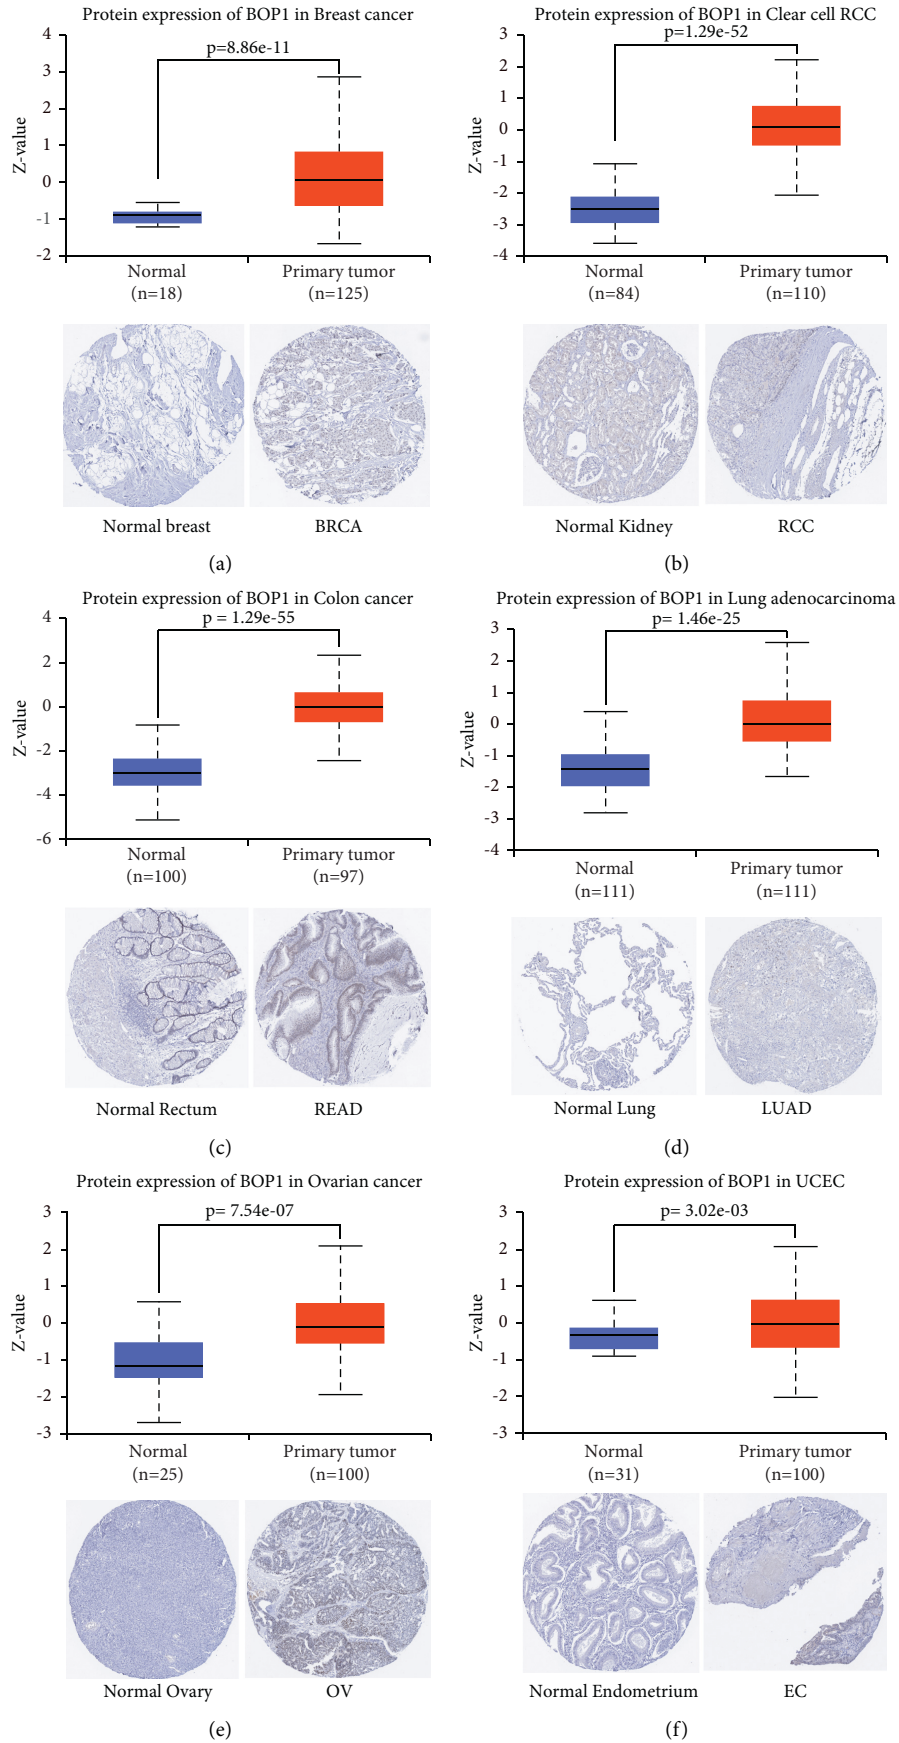 Protein expression of BOP1 in Breast cancer
p=8.86e-11
Z-value
4
3
2
1
0
-1
-2
Normal
(n=18)
Primary tumor
(n=125)
Normal breast
BRCA
(a)
Protein expression of BOP1 in Clear cell RCC
p=1.29e-52
Z-value
3
2
1
0
-1
-2
-3
-4
Normal
(n=84)
Primary tumor
(n=110)
Normal Kidney
RCC
(b)
Protein expression of BOP1 in Colon cancer
p = 1.29e-55
Z-value
4
2
0
-2
-4
-6
Normal
(n=100)
Primary tumor
(n=97)
Normal Rectum
READ
(c)
Protein expression of BOP1 in Lung adenocarcinoma
p= 1.46e-25
Z-value
3
2
1
0
-1
-2
-3
-4
Normal
(n=111)
Primary tumor
(n=111)
Normal Lung
LUAD
(d)
Protein expression of BOP1 in Ovarian cancer
p= 7.54e-07
Z-value
3
2
1
0
-1
-2
-3
Normal
(n=25)
Primary tumor
(n=100)
Normal Ovary
OV
(e)
Protein expression of BOP1 in UCEC
p= 3.02e-03
Z-value
3
2
1
0
-1
-2
-3
Normal
(n=31)
Primary tumor
(n=100)
Normal Endometrium
EC
(f)